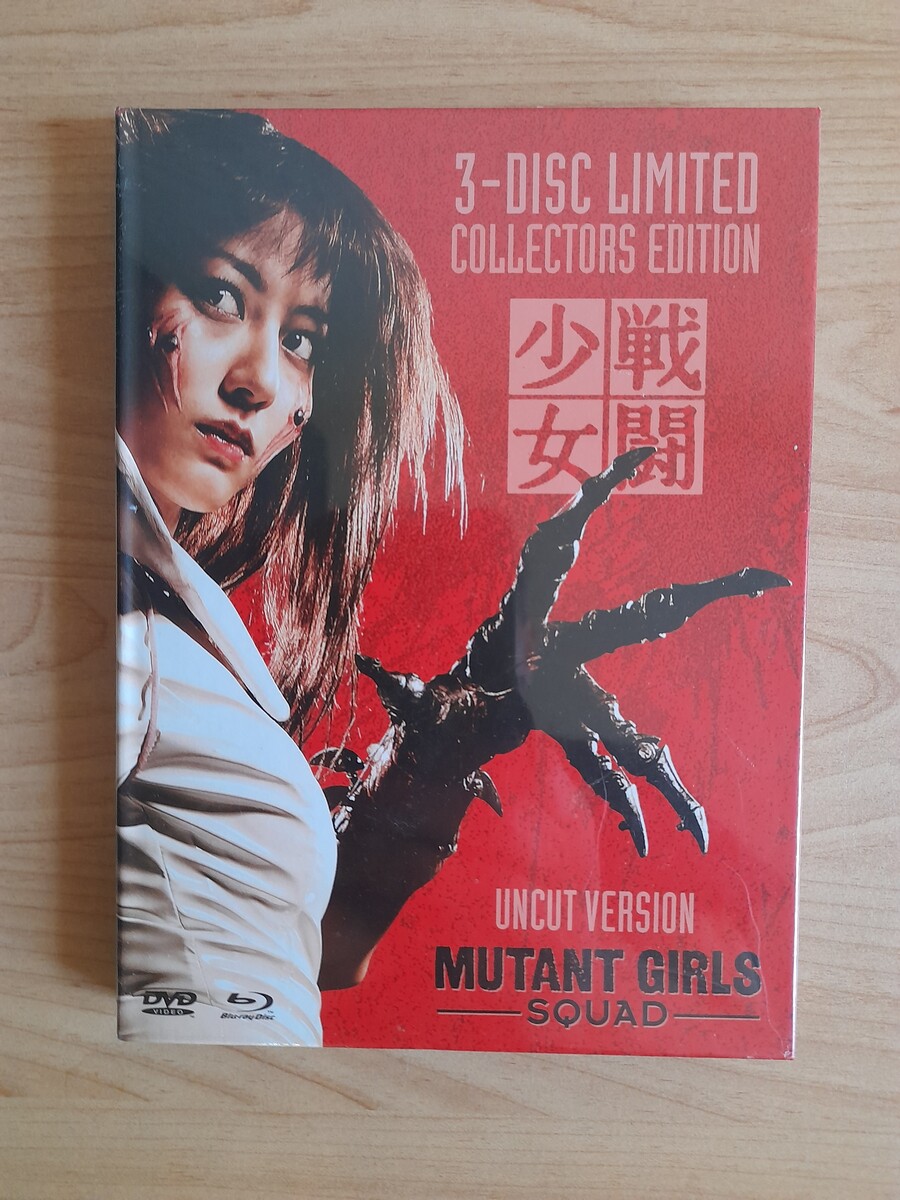 3-DISC LIMITED
COLLECTORS EDITION
戦闘
少女
UNCUT VERSION
MUTANT GIRLS
SQUAD
DVD
VIDEO
Blu-ray Disc